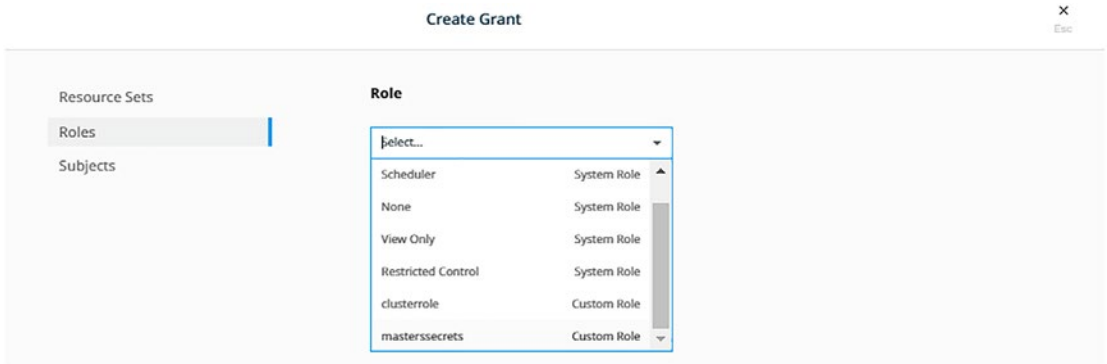 Create Grant
×
Esc
Resource Sets
Roles
Subjects
Role
Select...
Scheduler System Role
None System Role
View Only System Role
Restricted Control System Role
clusterrole Custom Role
masterssecrets Custom Role